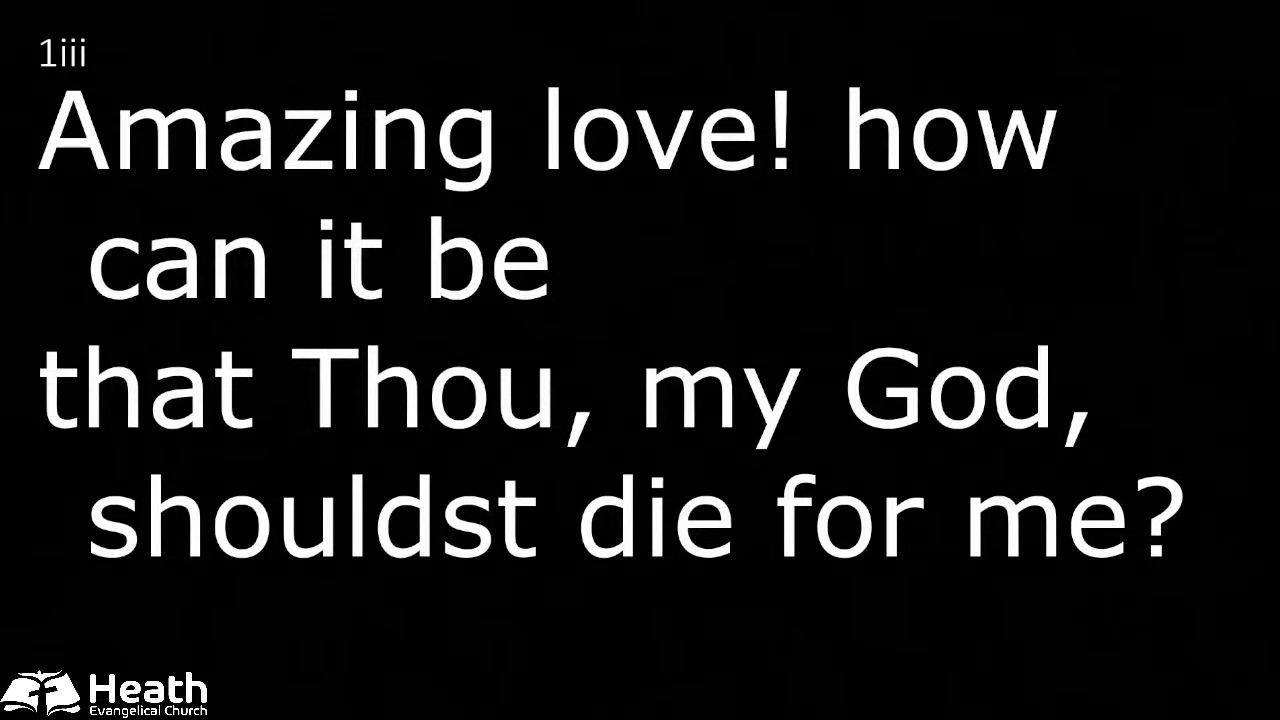 1iii
Amazing love! how
can it be
that Thou, my God,
shouldst die for me?
Heath
Evangelical Church